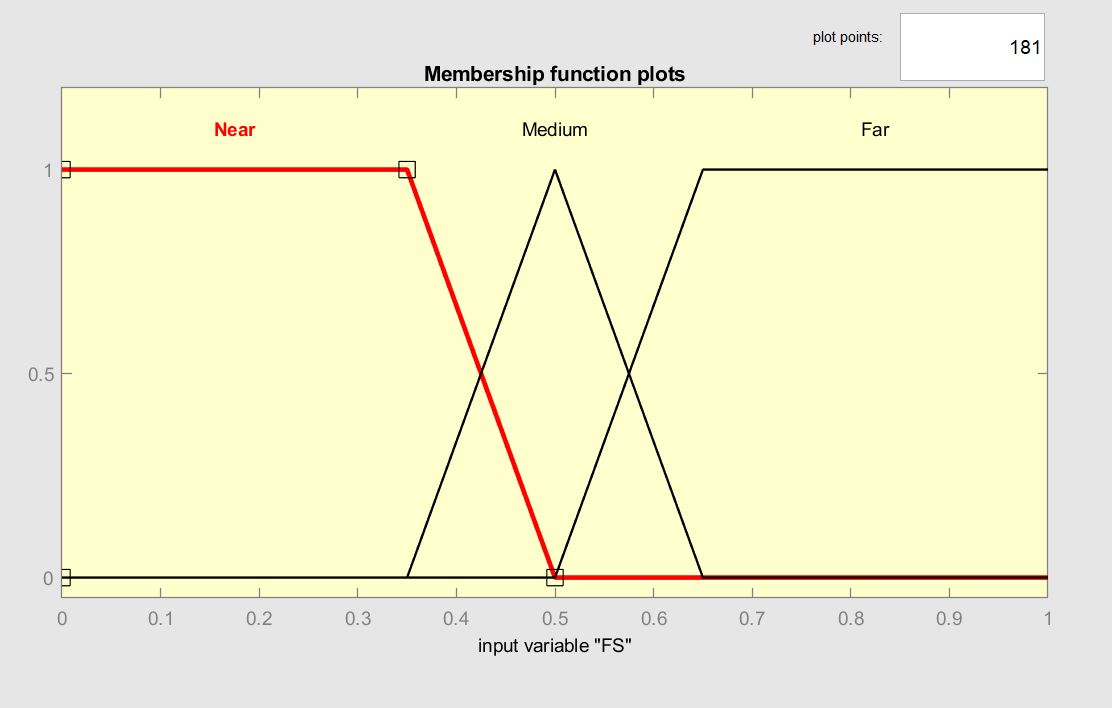 plot points: 181
Membership function plots
Near Medium Far
1
0.5
0
0 0.1 0.2 0.3 0.4 0.5 0.6 0.7 0.8 0.9 1
input variable "FS"